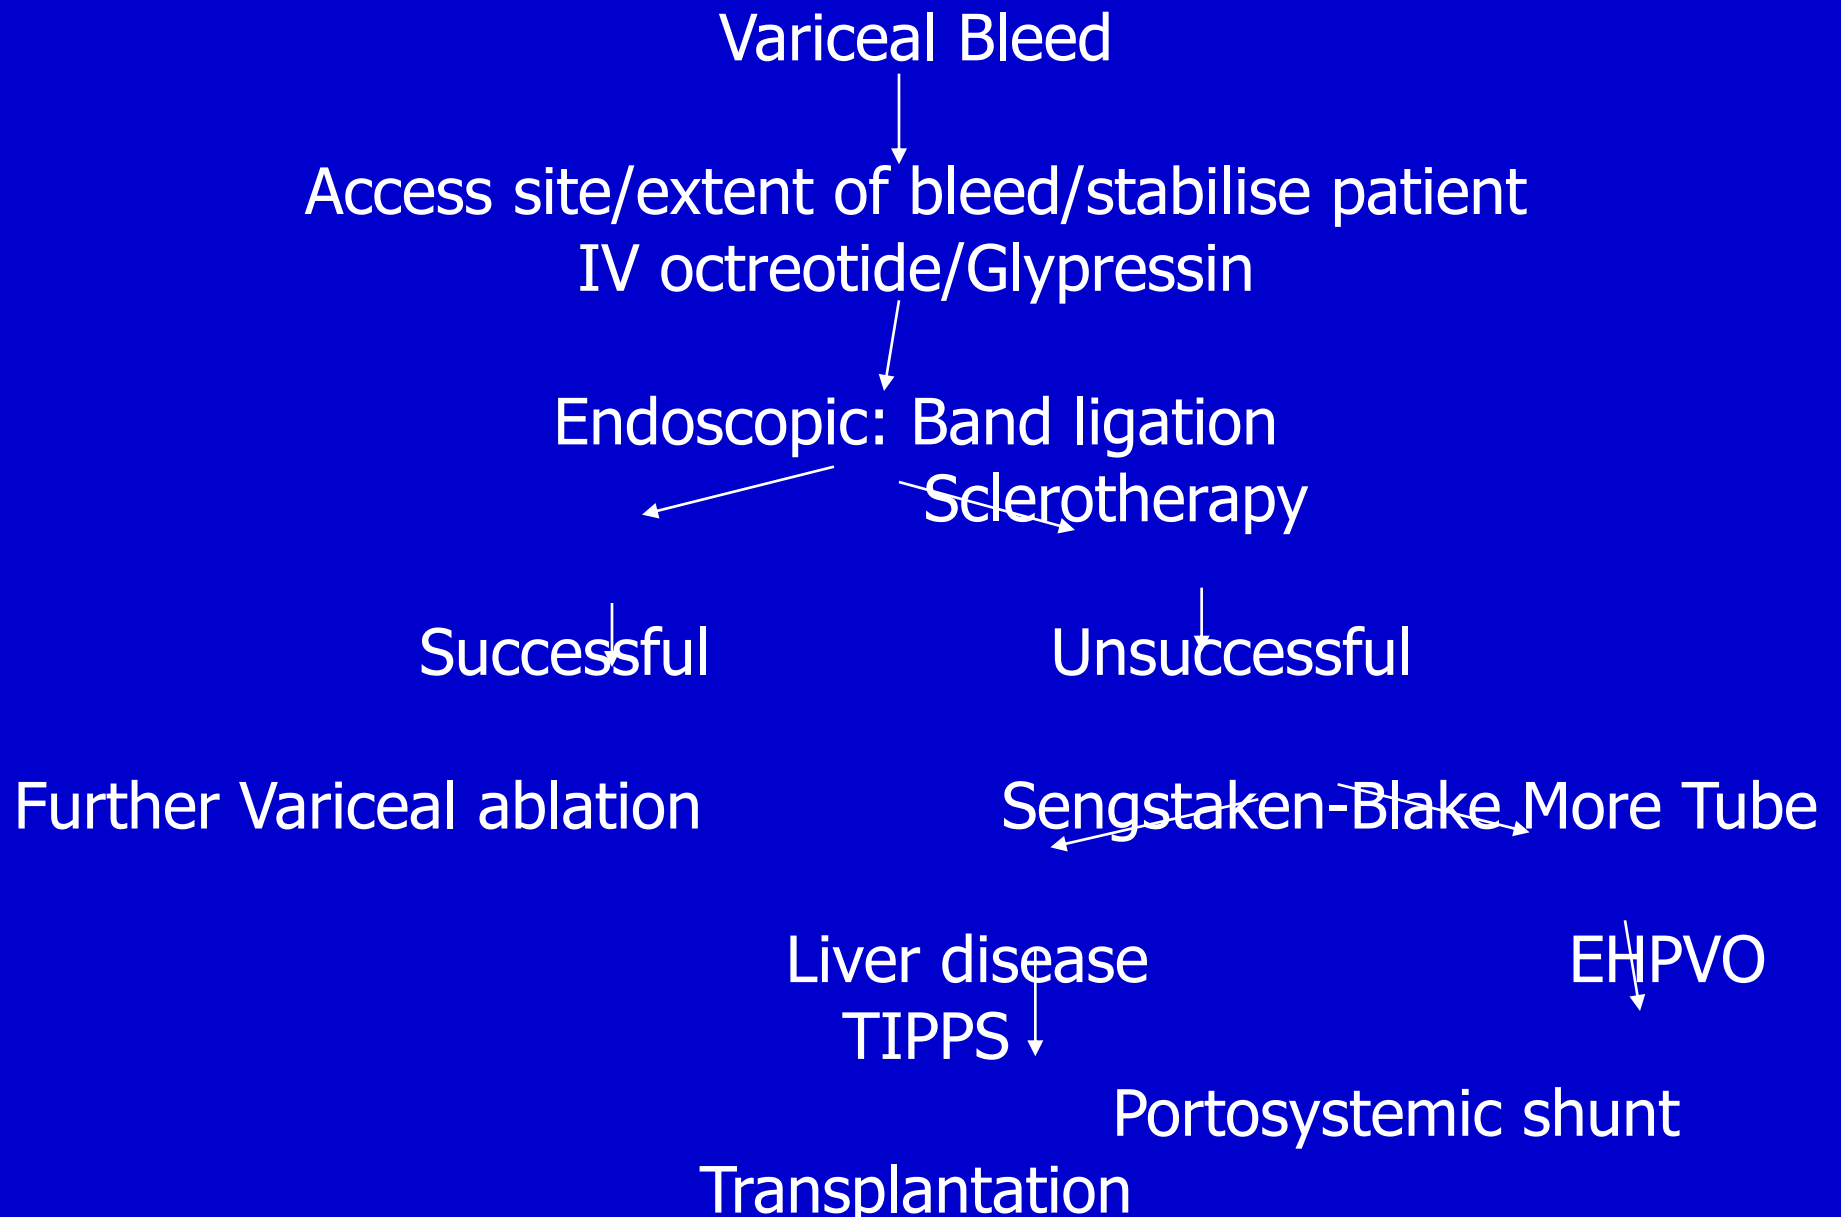 Variceal Bleed
Access site/extent of bleed/stabilise patient
IV octreotide/Glypressin
Endoscopic: Band ligation
Sclerotherapy
Successful Unsuccessful
Further Variceal ablation Sengstaken-Blake More Tube
Liver disease EHPVO
TIPPS
Portosystemic shunt
Transplantation